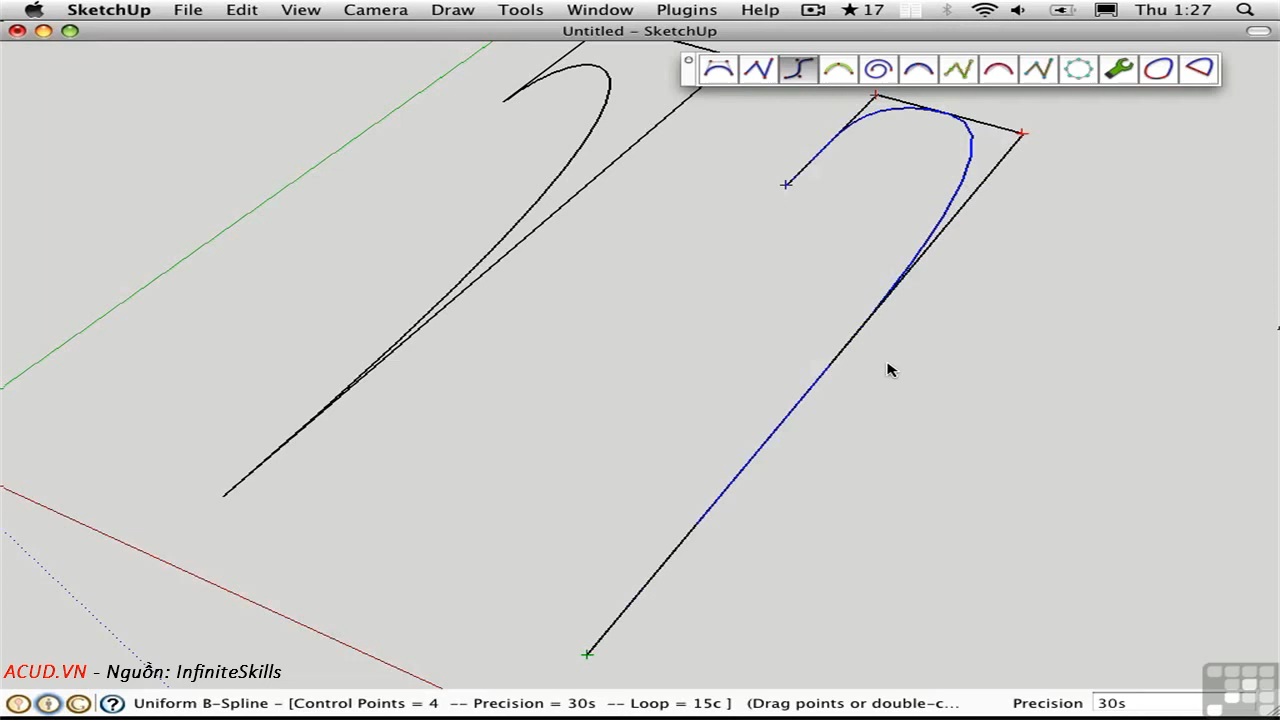 SketchUp File Edit View Camera Draw Tools Window Plugins Help 17 Thu 1:27
Untitled – SketchUp
ACUD.VN - Nguồn: InfiniteSkills
Uniform B-Spline - [Control Points = 4 -- Precision = 30s -- Loop = 15c ] (Drag points or double-c... Precision 30s